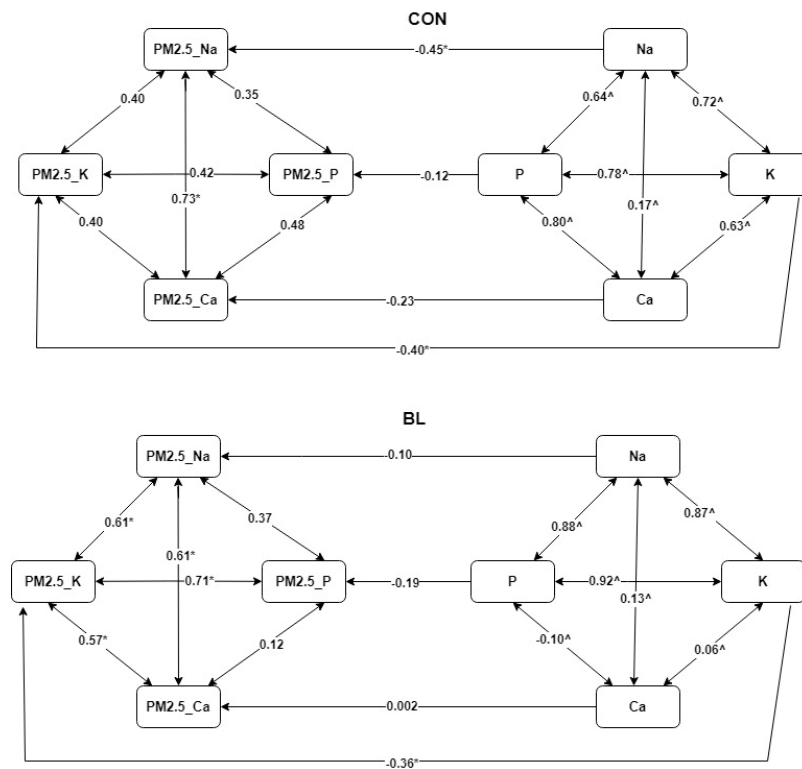 CON
PM2.5_Na
-0.45*
Na
0.40
0.35
0.64^
0.72^
PM2.5_K
0.42
PM2.5_P
-0.12
P
0.78^
K
0.73*
0.17^
0.40
0.48
0.80^
0.63^
PM2.5_Ca
-0.23
Ca
-0.40*
BL
PM2.5_Na
-0.10
Na
0.61*
0.37
0.88^
0.87^
0.61*
PM2.5_K
0.71*
PM2.5_P
-0.19
P
0.92^
K
0.13^
0.57*
0.12
-0.10^
0.06^
PM2.5_Ca
0.002
Ca
-0.36*